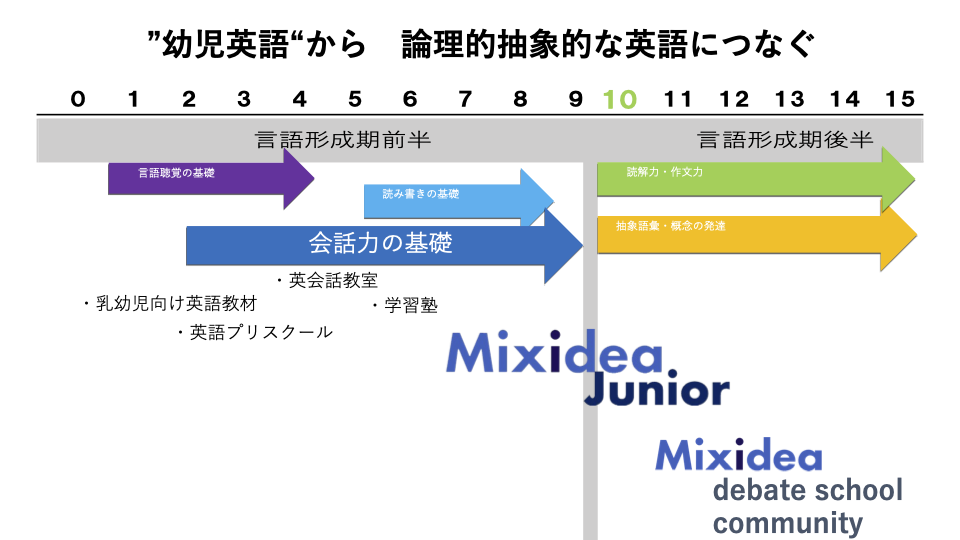 ”幼児英語“から　論理的抽象的な英語につなぐ
0 1 2 3 4 5 6 7 8 9 10 11 12 13 14 15
言語形成期前半
言語形成期後半
言語聴覚の基礎
読解力・作文力
読み書きの基礎
抽象語彙・概念の発達
会話力の基礎
・英会話教室
・乳幼児向け英語教材
・学習塾
・英語プリスクール
Mixidea
Junior
Mixidea
debate school
community